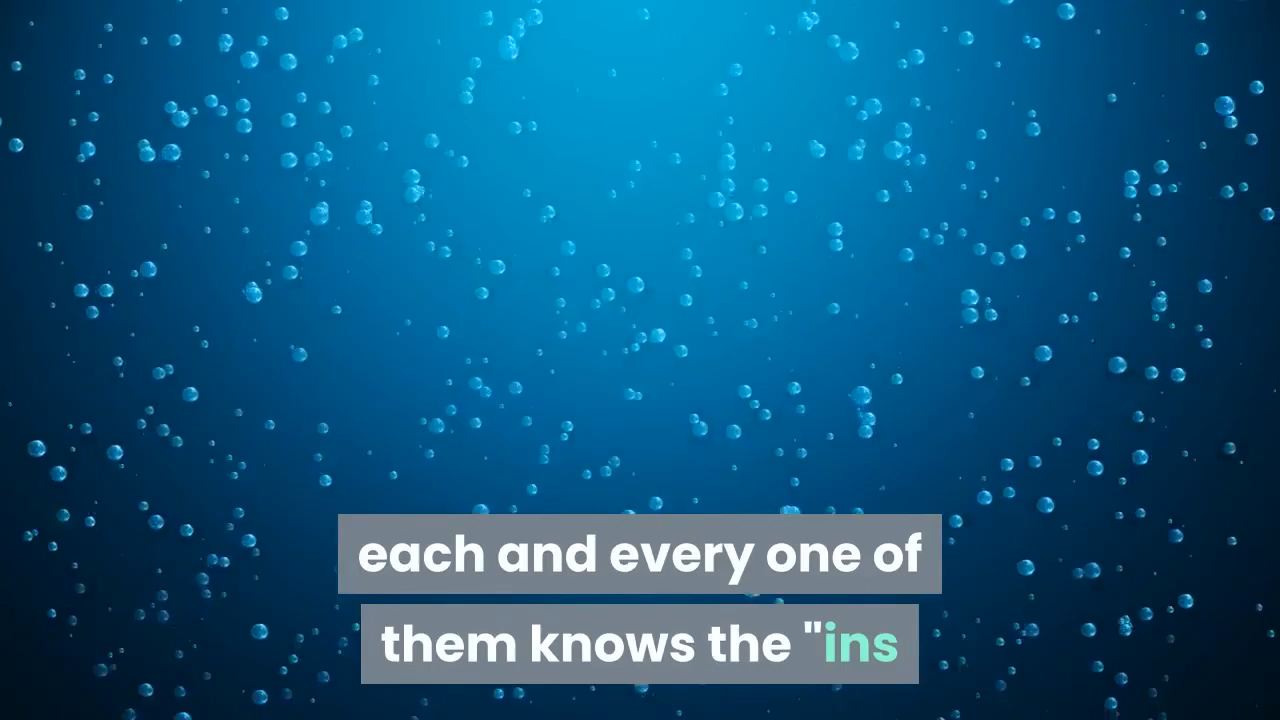 each and every one of
them knows the "ins